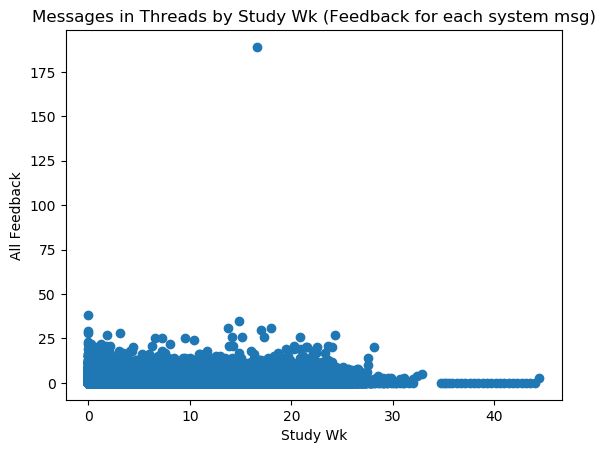 Messages in Threads by Study Wk (Feedback for each system msg)
175
150
125
100
75
50
25
0
All Feedback
0 10 20 30 40
Study Wk